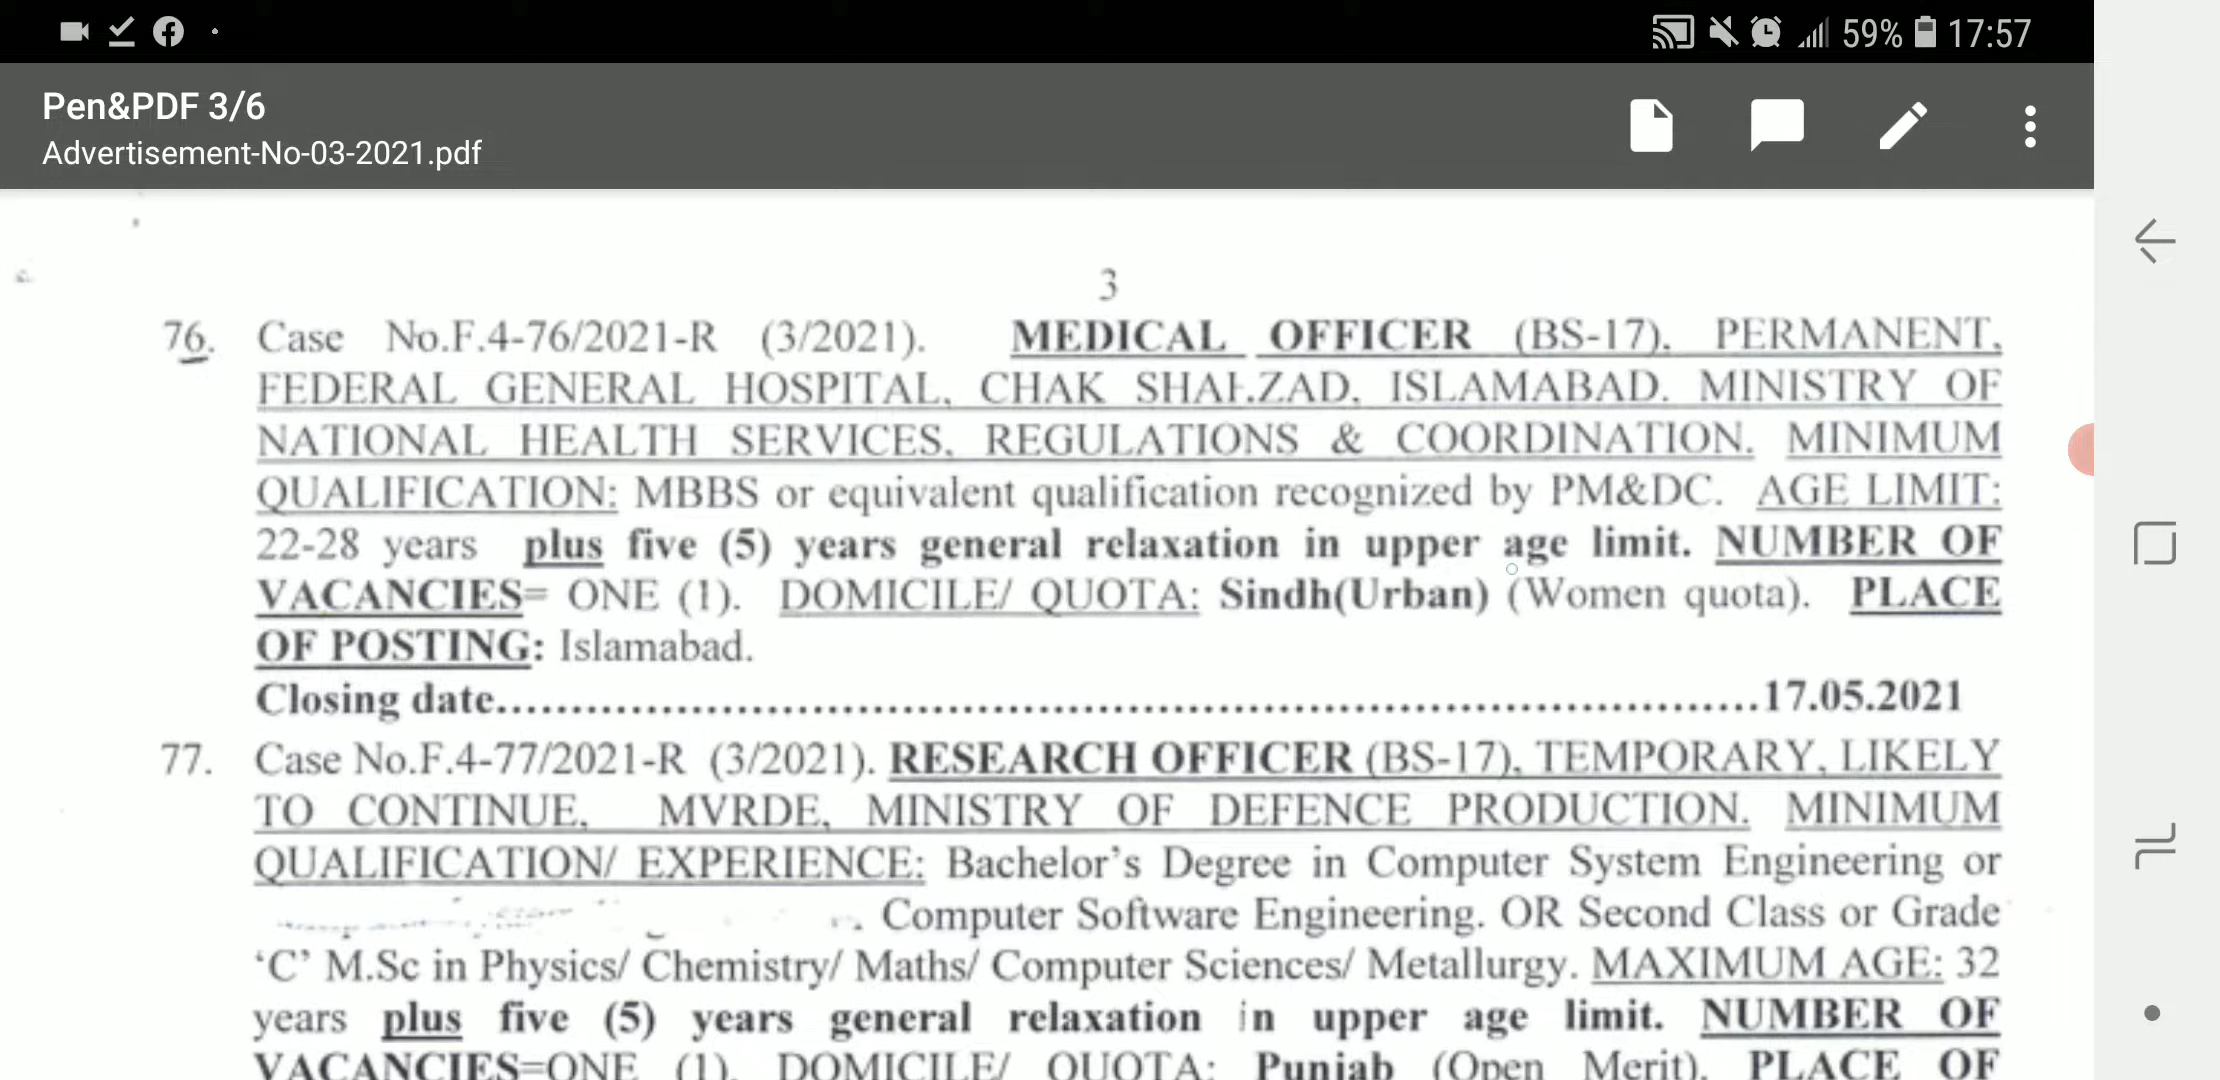 59% 17:57
Pen&PDF 3/6
Advertisement-No-03-2021.pdf
3
76. Case No.F.4-76/2021-R (3/2021). MEDICAL OFFICER (BS-17), PERMANENT,
FEDERAL GENERAL HOSPITAL, CHAK ISLAMABAD. MINISTRY OF
NATIONAL HEALTH SERVICES, REGULATIONS & COORDINATION. MINIMUM
QUALIFICATION: MBBS or equivalent qualification recognized by PM&DC. AGE LIMIT:
22-28 years plus five (5) years general relaxation in upper age limit. NUMBER OF
VACANCIES= ONE (1). DOMICILE/ QUOTA: Sindh(Urban) (Women quota). PLACE
OF POSTING: Islamabad.
Closing date....................................................................................17.05.2021
77. Case No.F.4-77/2021-R (3/2021). RESEARCH OFFICER (BS-17), TEMPORARY, LIKELY
TO CONTINUE, MVRDE, MINISTRY OF DEFENCE PRODUCTION. MINIMUM
QUALIFICATION/ EXPERIENCE: Bachelor's Degree in Computer System Engineering or
Computer Software Engineering. OR Second Class or Grade
'C' M.Sc in Physics/ Chemistry/ Maths/ Computer Sciences/ Metallurgy. MAXIMUM AGE: 32
years plus five (5) years general relaxation in upper age limit. NUMBER OF
VACANCIES=ONE (1). DOMICILE/ QUOTA: Punjab (Open Merit). PLACE OF